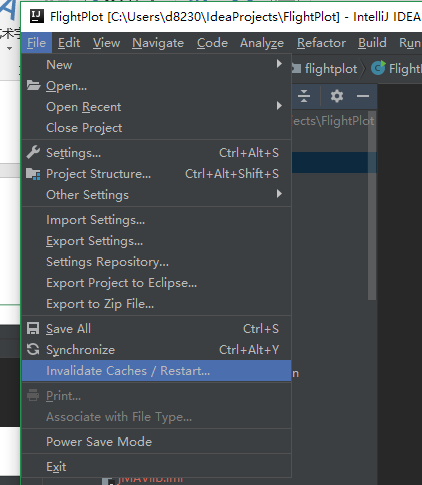 FlightPlot [C:\Users\d8230\IdeaProjects\FlightPlot] - IntelliJ IDEA
File Edit View Navigate Code Analyze Refactor Build Run
New
flightplot
Open...
Open Recent
ects\FlightPlot
Close Project
Settings... Ctrl+Alt+S
Project Structure... Ctrl+Alt+Shift+S
Other Settings
Import Settings...
Export Settings...
Settings Repository...
Export Project to Eclipse...
Export to Zip File...
Save All Ctrl+S
Synchronize Ctrl+Alt+Y
Invalidate Caches / Restart...
Print...
Associate with File Type...
Power Save Mode
Exit